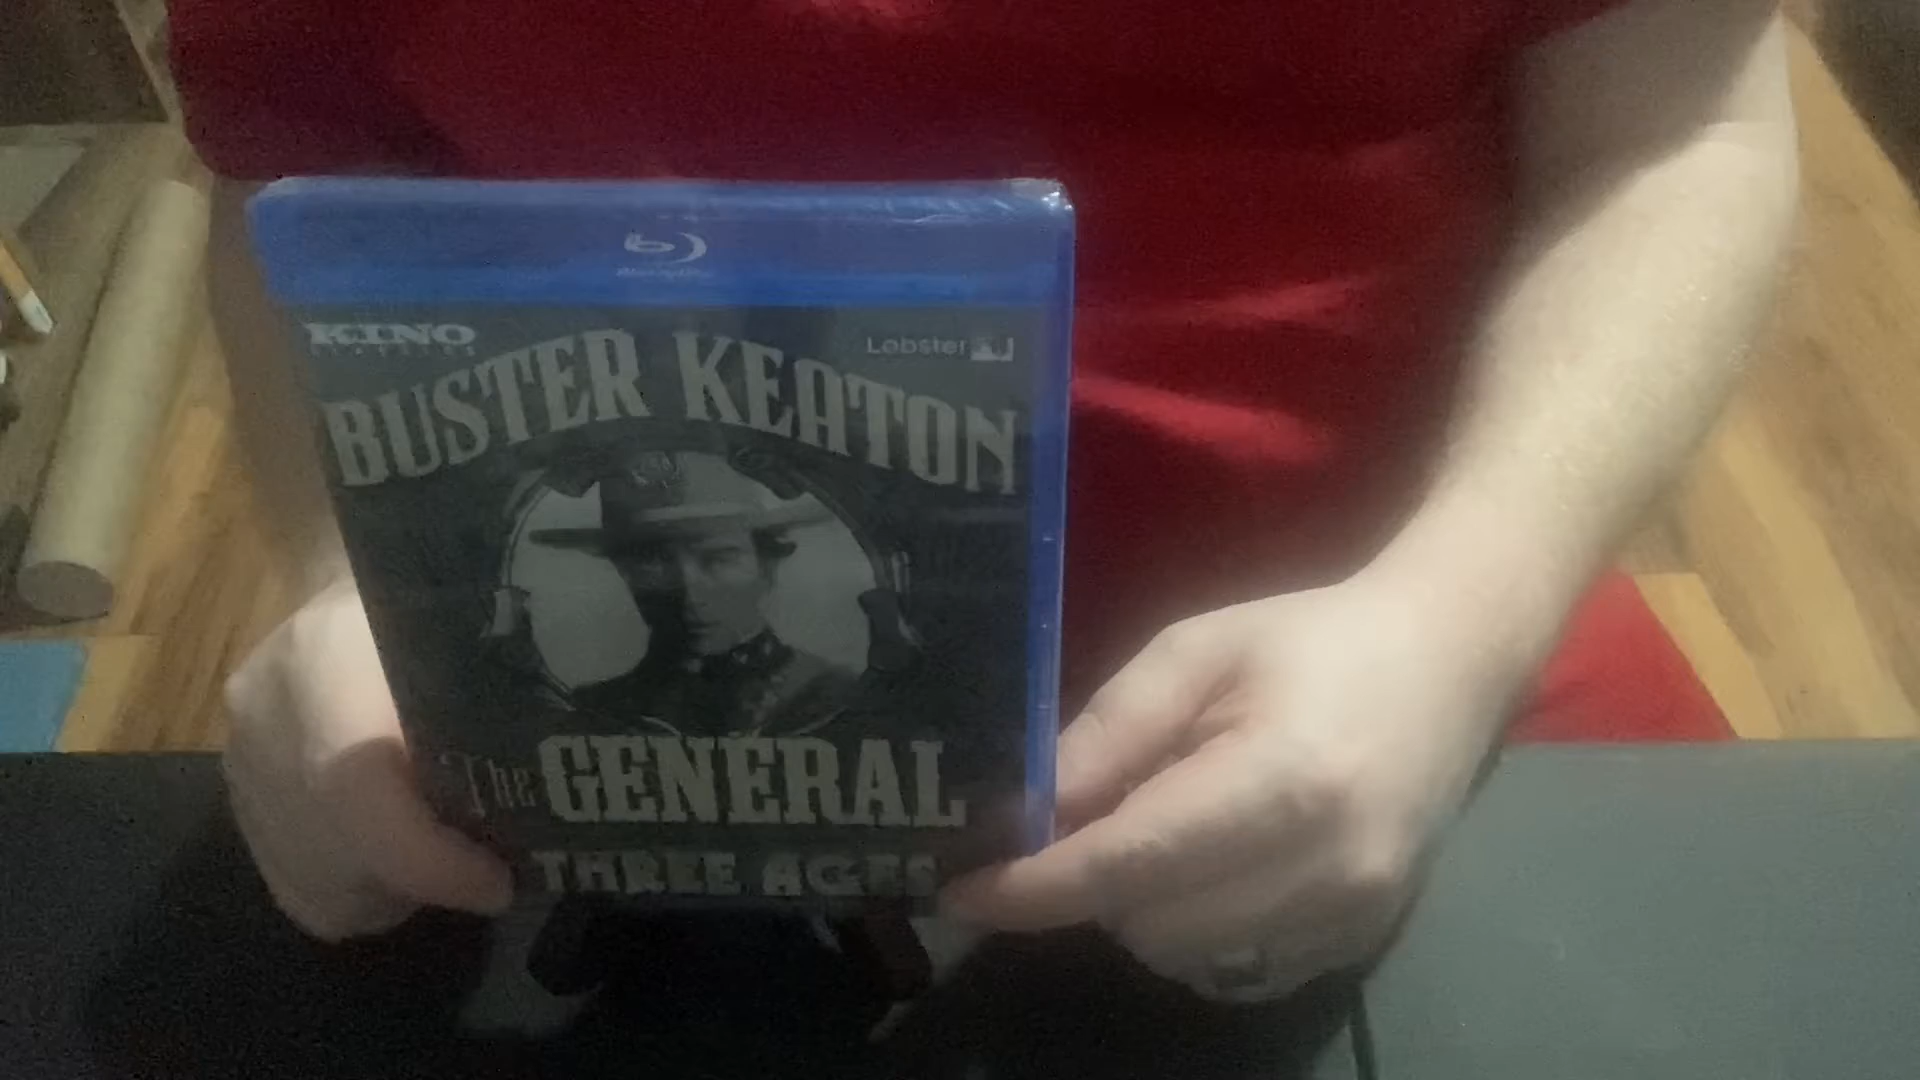 KINO
Lobster
BUSTER KEATON
The GENERAL
THREE AGES